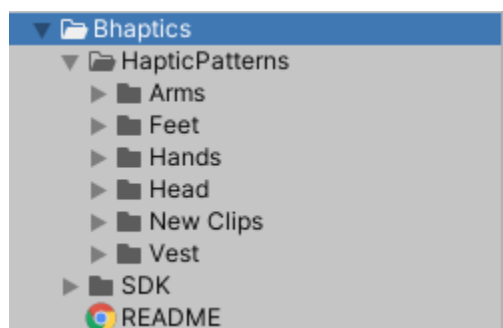 Bhaptics
HapticPatterns
Arms
Feet
Hands
Head
New Clips
Vest
SDK
README